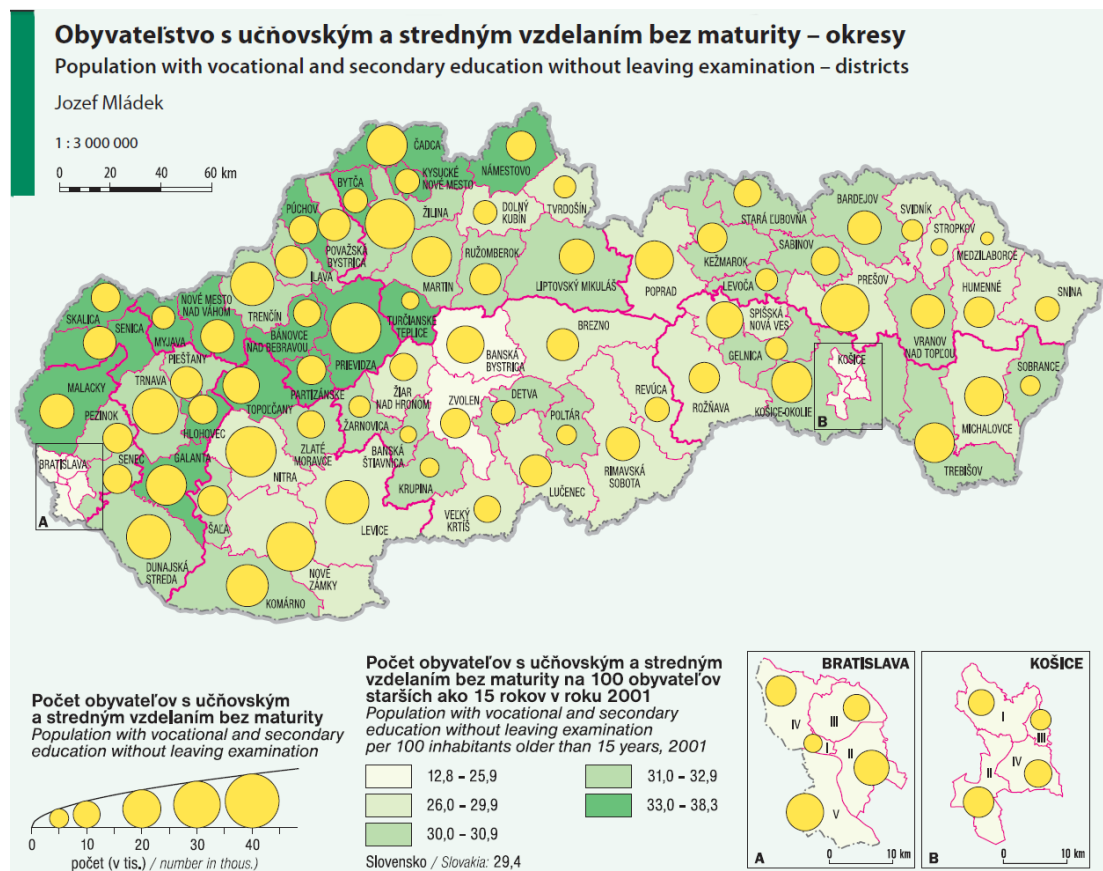 Obyvateľstvo s učňovským a stredným vzdelaním bez maturity – okresy
Population with vocational and secondary education without leaving examination – districts
Jozef Mládek
1 : 3 000 000
0 20 40 60 km
ČADCA
NÁMESTOVO
KYSUCKÉ
NOVÉ MESTO
BYTČA
TVRDOŠÍN
DOLNÝ
KUBÍN
ŽILINA
PÚCHOV
POVAŽSKÁ
BYSTRICA
ILAVA
MARTIN
RUŽOMBEROK
LIPTOVSKÝ MIKULÁŠ
POPRAD
KEŽMAROK
STARÁ ĽUBOVŇA
LEVOČA
SABINOV
BARDEJOV
SVIDNÍK
STROPKOV
MEDZILABORCE
PREŠOV
HUMENNÉ
SNINA
TRENČÍN
NOVÉ MESTO
NAD VÁHOM
SKALICA
SENICA
MYJAVA
BÁNOVCE
NAD BEBRAVOU
PRIEVIDZA
TURČIANSKE
TEPLICE
PARTIZÁNSKE
TOPOĽČANY
PIEŠŤANY
MALACKY
PEZINOK
TRNAVA
HLOHOVEC
BANSKÁ
BYSTRICA
BREZNO
SPIŠSKÁ
NOVÁ VES
GELNICA
KOŠICE
VRANOV
NAD TOPĽOU
SOBRANCE
MICHALOVCE
TREBIŠOV
KOŠICE-OKOLIE
ROŽŇAVA
REVÚCA
ŽIAR
NAD HRONOM
ZVOLEN
DETVA
POLTÁR
ŽARNOVICA
BANSKÁ
ŠTIAVNICA
KRUPINA
ZLATÉ
MORAVCE
NITRA
BRATISLAVA
SENEC
GALANTA
ŠAĽA
LEVICE
VEĽKÝ
KRTÍŠ
LUČENEC
RIMAVSKÁ
SOBOTA
DUNAJSKÁ
STREDA
KOMÁRNO
NOVÉ
ZÁMKY
A
B
Počet obyvateľov s učňovským
a stredným vzdelaním bez maturity
Population with vocational and secondary
education without leaving examination
0 10 20 30 40
počet (v tis.) / number in thous.)
Počet obyvateľov s učňovským a stredným
vzdelaním bez maturity na 100 obyvateľov
starších ako 15 rokov v roku 2001
Population with vocational and secondary
education without leaving examination
per 100 inhabitants older than 15 years, 2001
12,8 – 25,9
26,0 – 29,9
30,0 – 30,9
31,0 – 32,9
33,0 – 38,3
Slovensko / Slovakia: 29,4
BRATISLAVA
IV
III
I
II
V
A
0 10 km
KOŠICE
I
III
II
IV
B
0 10 km